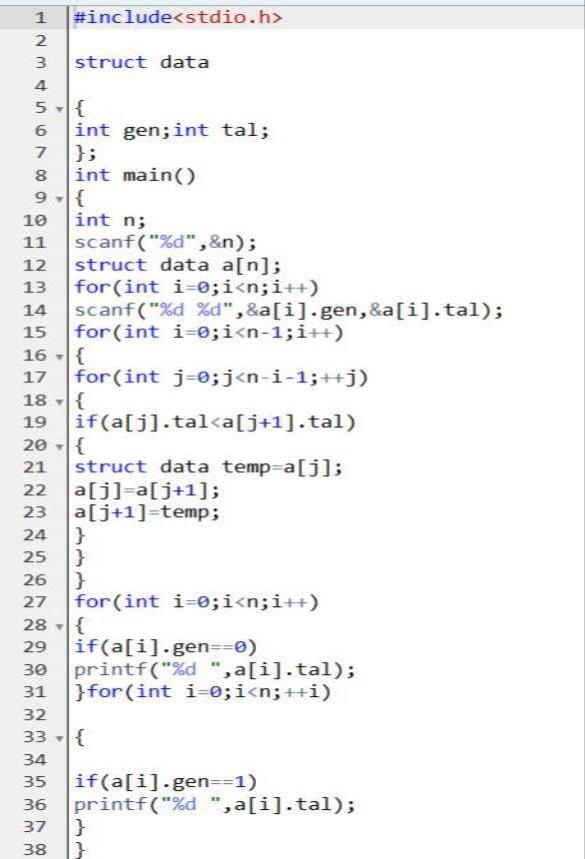 1 #include<stdio.h>
2
3 struct data
4
5 {
6 int gen;int tal;
7 };
8 int main()
9 {
10 int n;
11 scanf("%d",&n);
12 struct data a[n];
13 for(int i=0;i<n;i++)
14 scanf("%d %d",&a[i].gen,&a[i].tal);
15 for(int i=0;i<n-1;i++)
16 {
17 for(int j=0;j<n-i-1;++j)
18 {
19 if(a[j].tal<a[j+1].tal)
20 {
21 struct data temp=a[j];
22 a[j]=a[j+1];
23 a[j+1]=temp;
24 }
25 }
26 }
27 for(int i=0;i<n;i++)
28 {
29 if(a[i].gen==0)
30 printf("%d ",a[i].tal);
31 }for(int i=0;i<n;++i)
32
33 {
34
35 if(a[i].gen==1)
36 printf("%d ",a[i].tal);
37 }
38 }